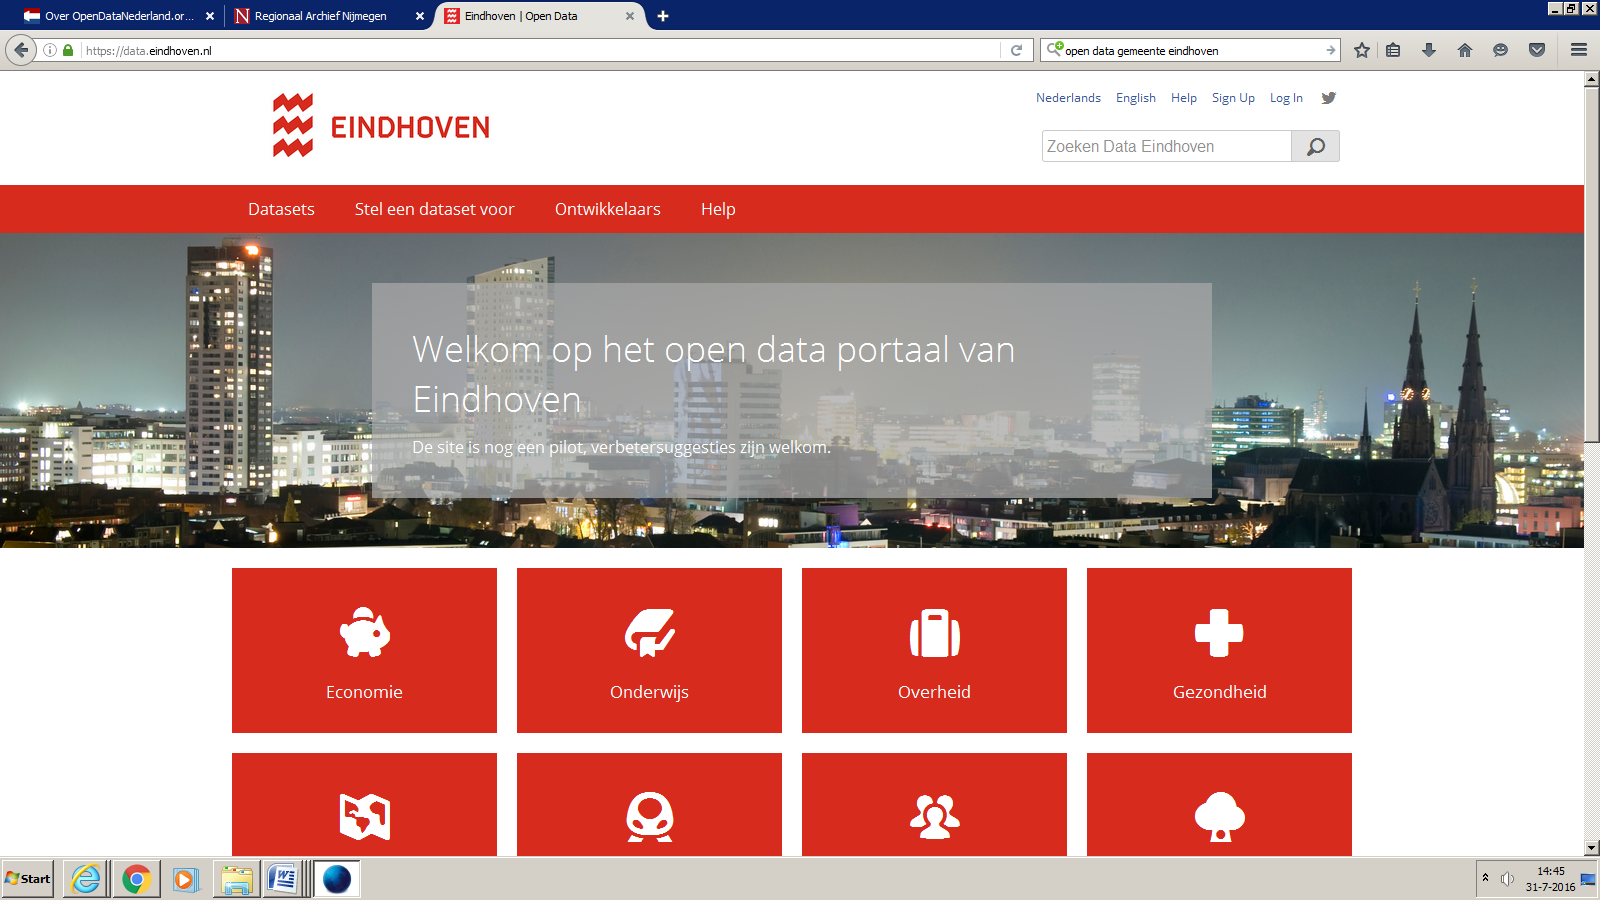 Over OpenDataNederland.or...
Regionaal Archief Nijmegen
Eindhoven | Open Data
https://data.eindhoven.nl
open data gemeente eindhoven
Nederlands English Help Sign Up Log In
EINDHOVEN
Zoeken Data Eindhoven
Datasets Stel een dataset voor Ontwikkelaars Help
Welkom op het open data portaal van
Eindhoven
De site is nog een pilot, verbetersuggesties zijn welkom.
Economie
Onderwijs
Overheid
Gezondheid
Start
14:45
31-7-2016